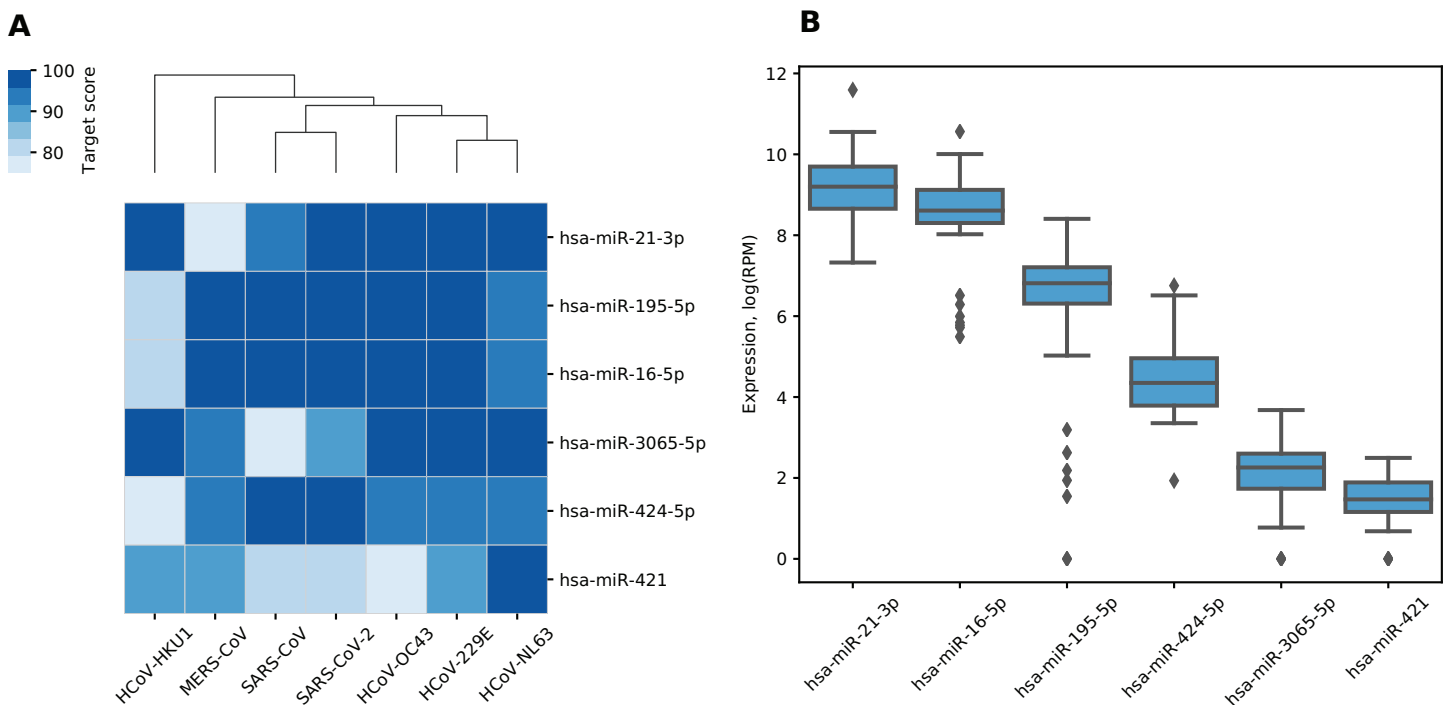 A
100
90
80
Target score
hsa-miR-21-3p
hsa-miR-195-5p
hsa-miR-16-5p
hsa-miR-3065-5p
hsa-miR-424-5p
hsa-miR-421
HCoV-HKU1
MERS-CoV
SARS-CoV
SARS-CoV-2
HCoV-OC43
HCoV-229E
HCoV-NL63
B
Expression, log(RPM)
12
10
8
6
4
2
0
hsa-miR-21-3p
hsa-miR-16-5p
hsa-miR-195-5p
hsa-miR-424-5p
hsa-miR-3065-5p
hsa-miR-421